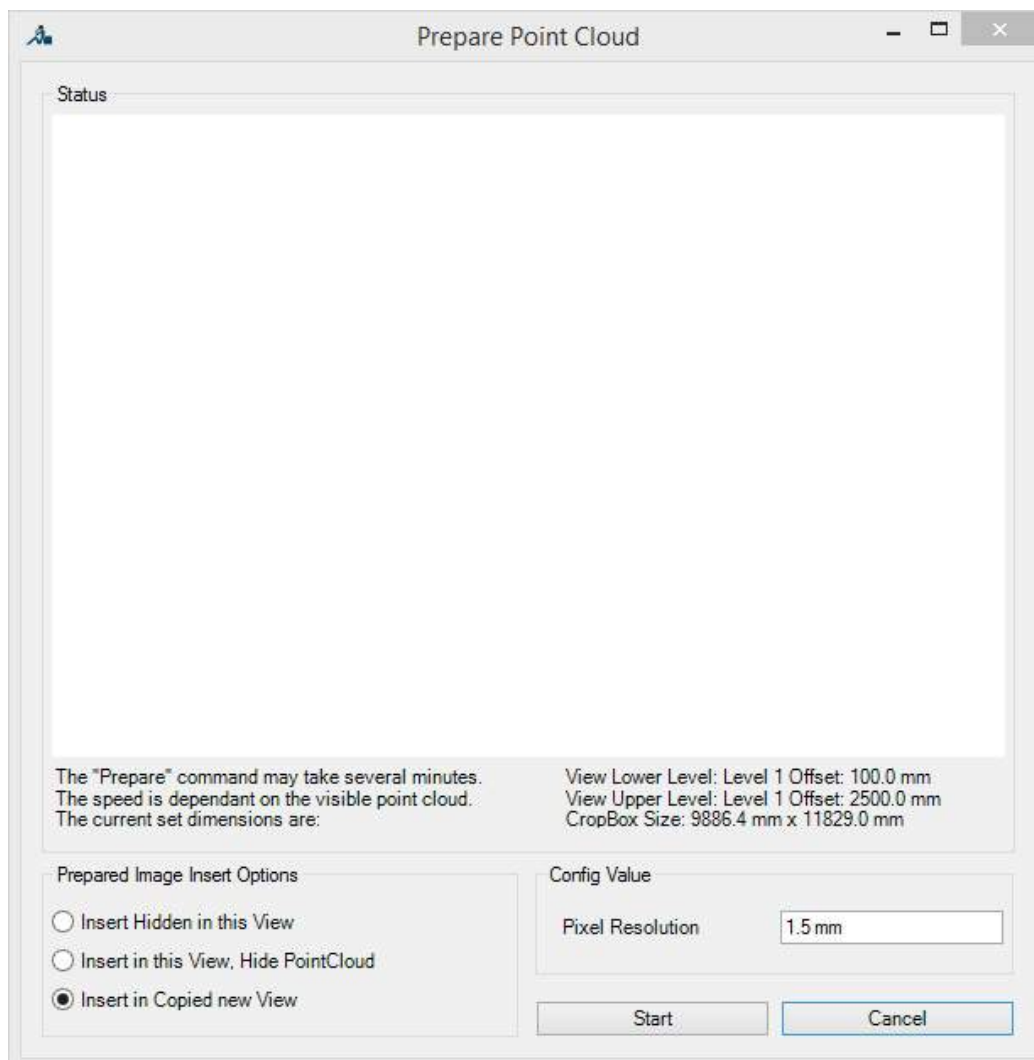 Prepare Point Cloud
Status
The "Prepare" command may take several minutes.
The speed is dependant on the visible point cloud.
The current set dimensions are:
View Lower Level: Level 1 Offset: 100.0 mm
View Upper Level: Level 1 Offset: 2500.0 mm
CropBox Size: 9886.4 mm x 11829.0 mm
Prepared Image Insert Options
Insert Hidden in this View
Insert in this View, Hide PointCloud
Insert in Copied new View
Config Value
Pixel Resolution
1.5 mm
Start
Cancel